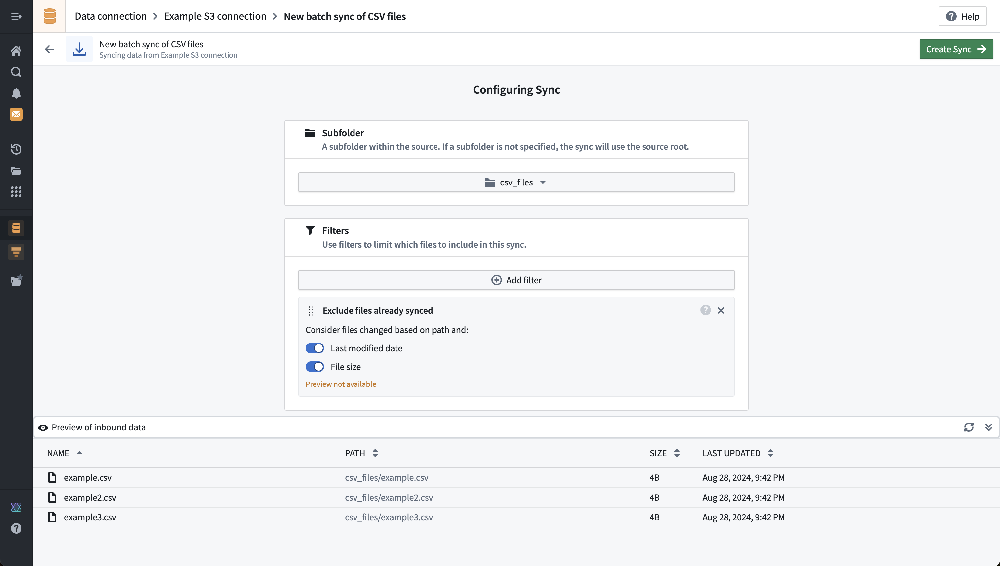 Data connection > Example S3 connection > New batch sync of CSV files
Help
New batch sync of CSV files
Syncing data from Example S3 connection
Create Sync
Configuring Sync
Subfolder
A subfolder within the source. If a subfolder is not specified, the sync will use the source root.
csv_files
Filters
Use filters to limit which files to include in this sync.
Add filter
Exclude files already synced
Consider files changed based on path and:
Last modified date
File size
Preview not available
Preview of inbound data
NAME PATH SIZE LAST UPDATED
example.csv csv_files/example.csv 4B Aug 28, 2024, 9:42 PM
example2.csv csv_files/example2.csv 4B Aug 28, 2024, 9:42 PM
example3.csv csv_files/example3.csv 4B Aug 28, 2024, 9:42 PM